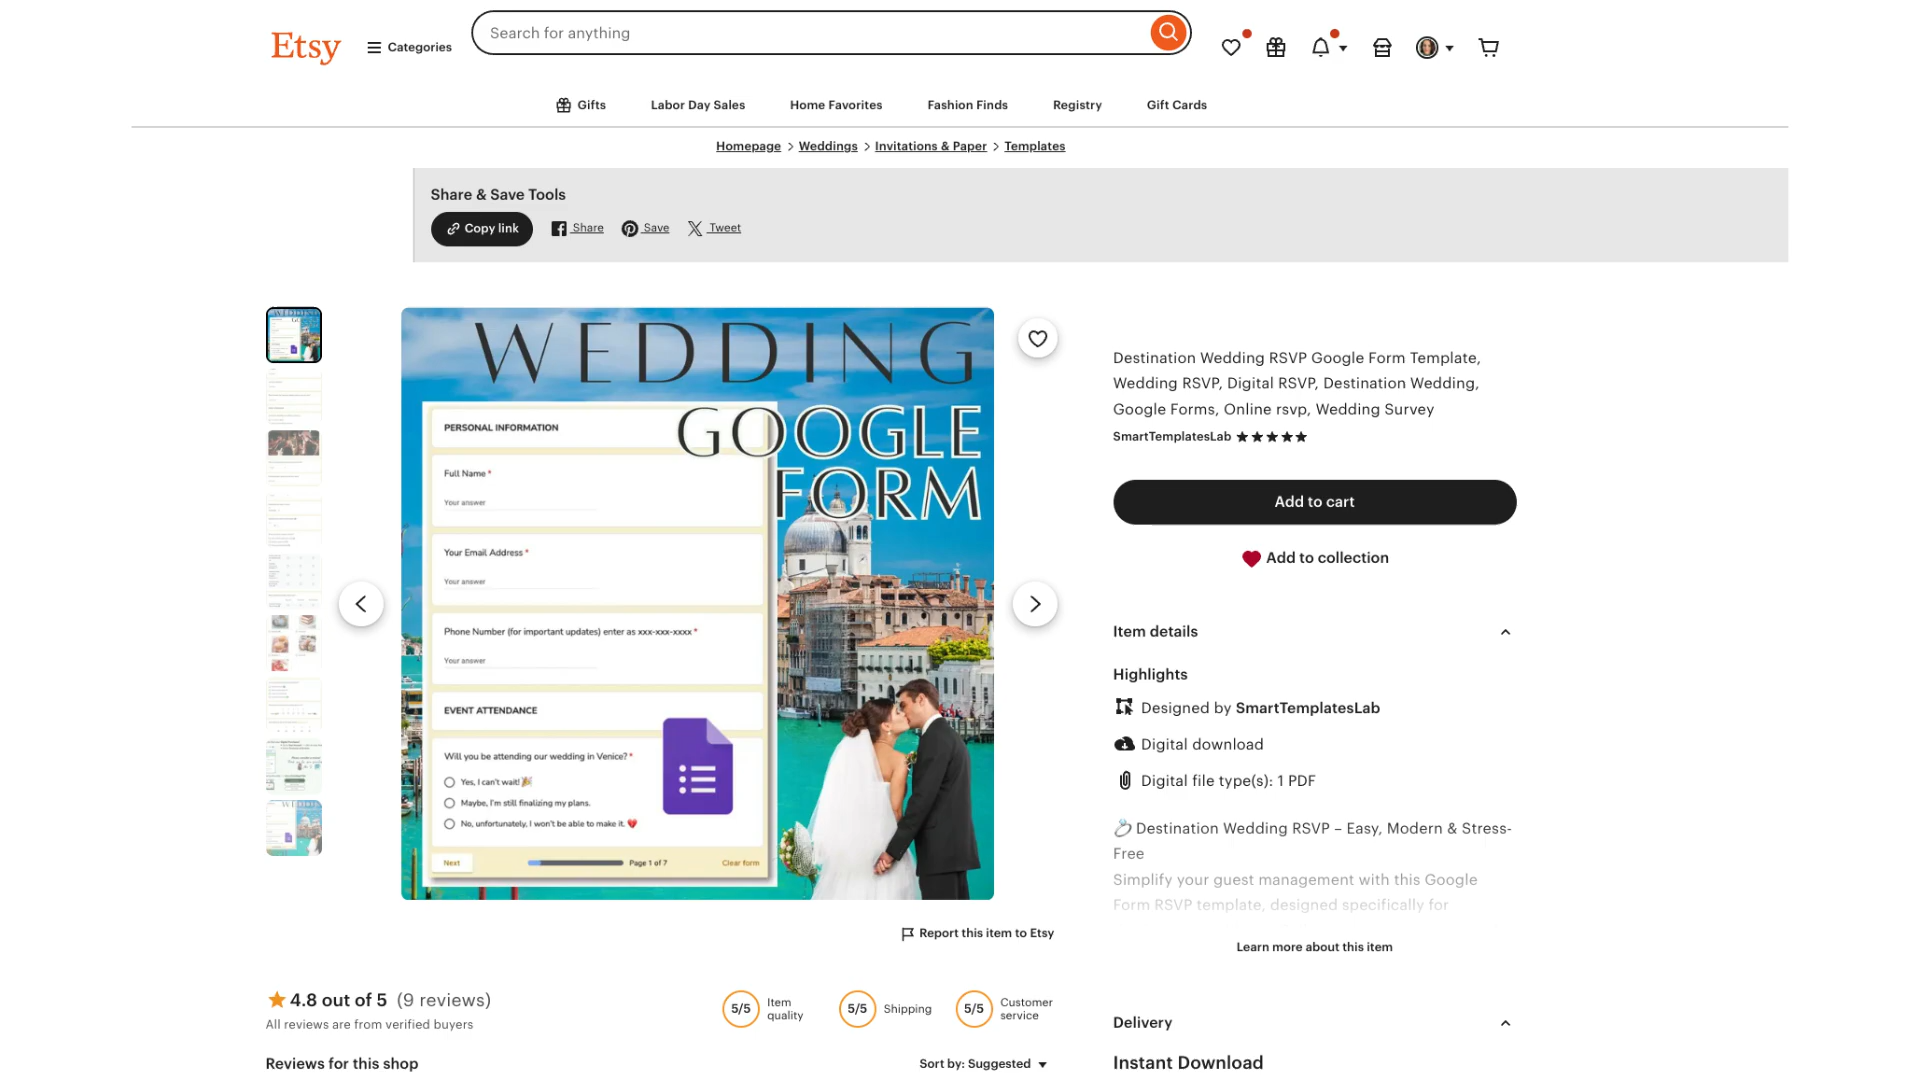 Etsy
Categories
Search for anything
Gifts
Labor Day Sales
Home Favorites
Fashion Finds
Registry
Gift Cards
Homepage
Weddings
Invitations & Paper
Templates
Share & Save Tools
Copy link
Share
Save
Tweet
WEDDING
GOOGLE
FORM
PERSONAL INFORMATION
Full Name *
Your answer
Your Email Address *
Your answer
Phone Number (for important updates) enter as xxx-xxx-xxxx *
Your answer
EVENT ATTENDANCE
Will you be attending our wedding in Venice? *
Yes, I can't wait! 🎉
Maybe, I'm still finalizing my plans.
No, unfortunately, I won't be able to make it. 💔
Next
Page 1 of 7
Clear form
Report this item to Etsy
4.8 out of 5 (9 reviews)
All reviews are from verified buyers
5/5
Item
quality
5/5
Shipping
5/5
Customer
service
Reviews for this shop
Sort by: Suggested
Destination Wedding RSVP Google Form Template,
Wedding RSVP, Digital RSVP, Destination Wedding,
Google Forms, Online rsvp, Wedding Survey
SmartTemplatesLab ★★★★★
Add to cart
Add to collection
Item details
Highlights
Designed by SmartTemplatesLab
Digital download
Digital file type(s): 1 PDF
💍 Destination Wedding RSVP – Easy, Modern & Stress-
Free
Simplify your guest management with this Google
Form RSVP template, designed specifically for
Learn more about this item
Delivery
Instant Download